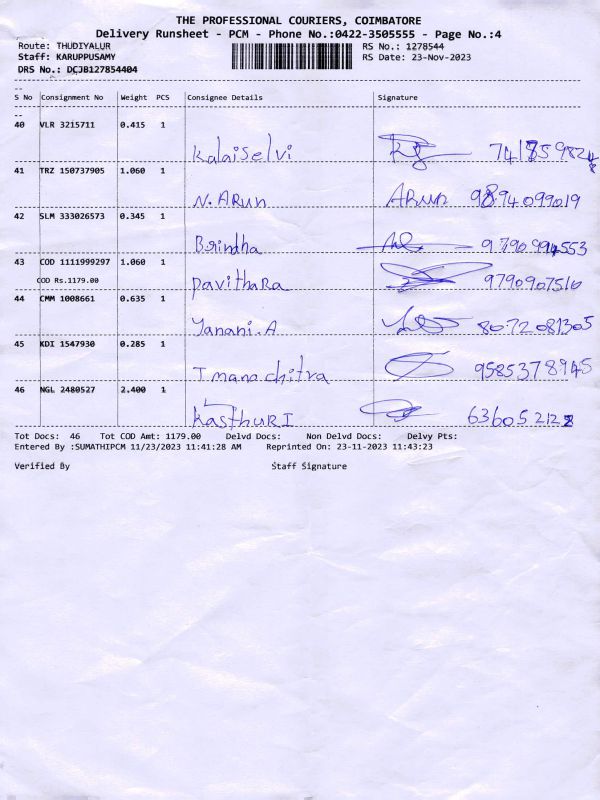 THE PROFESSIONAL COURIERS, COIMBATORE
Delivery Runsheet - PCM - Phone No.:0422-3505555 - Page No.:4
Route: THUDIYALUR RS No.: 1278544
Staff: KARUPPUSAMY RS Date: 23-Nov-2023
DRS No.: DCJB127854404
--
S No Consignment No Weight PCS Consignee Details Signature
--
40 VLR 3215711 0.415 1
Kalaiselvi
41 TRZ 150737905 1.060 1
N. ARUN ARUN 9894099019
42 SLM 333026573 0.345 1
Brindha 9790994553
43 COD 1111999297 1.060 1
COD Rs.1179.00
pavithaRa 9790907510
44 CMM 1008661 0.635 1
Yanani.A 8072081305
45 KDI 1547930 0.285 1
T mano chitra 9585378945
46 NGL 2480527 2.400 1
KasthuRI
Tot Docs: 46 Tot COD Amt: 1179.00 Delvd Docs: Non Delvd Docs: Delvy Pts:
Entered By :SUMATHIPCM 11/23/2023 11:41:28 AM Reprinted On: 23-11-2023 11:43:23
Verified By Staff Signature